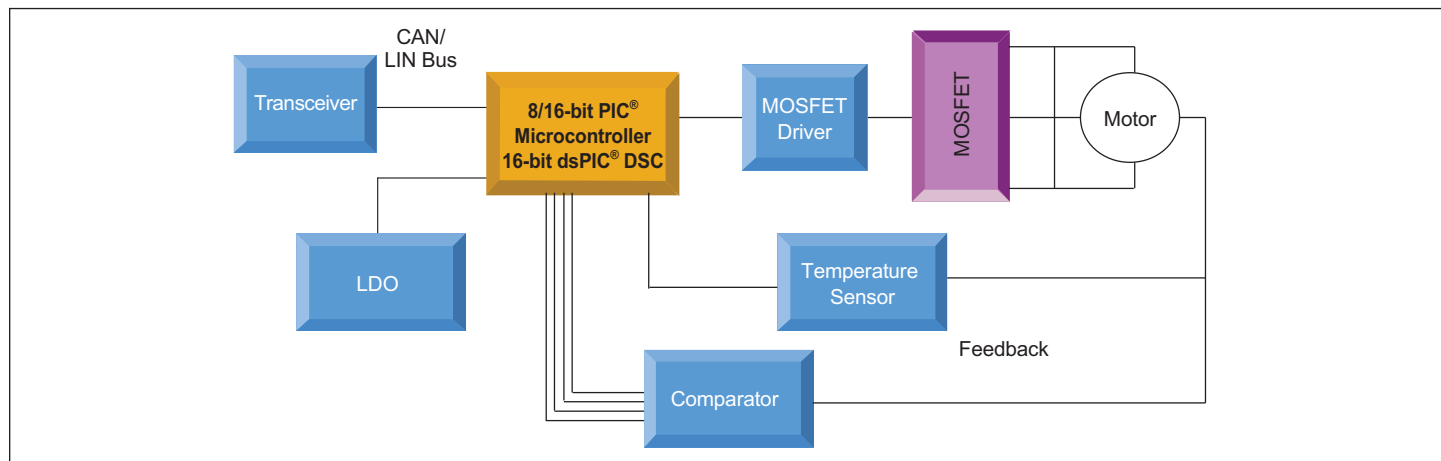 CAN/
LIN Bus
Transceiver
8/16-bit PIC®
Microcontroller
16-bit dsPIC® DSC
MOSFET
Driver
MOSFET
Motor
LDO
Temperature
Sensor
Feedback
Comparator